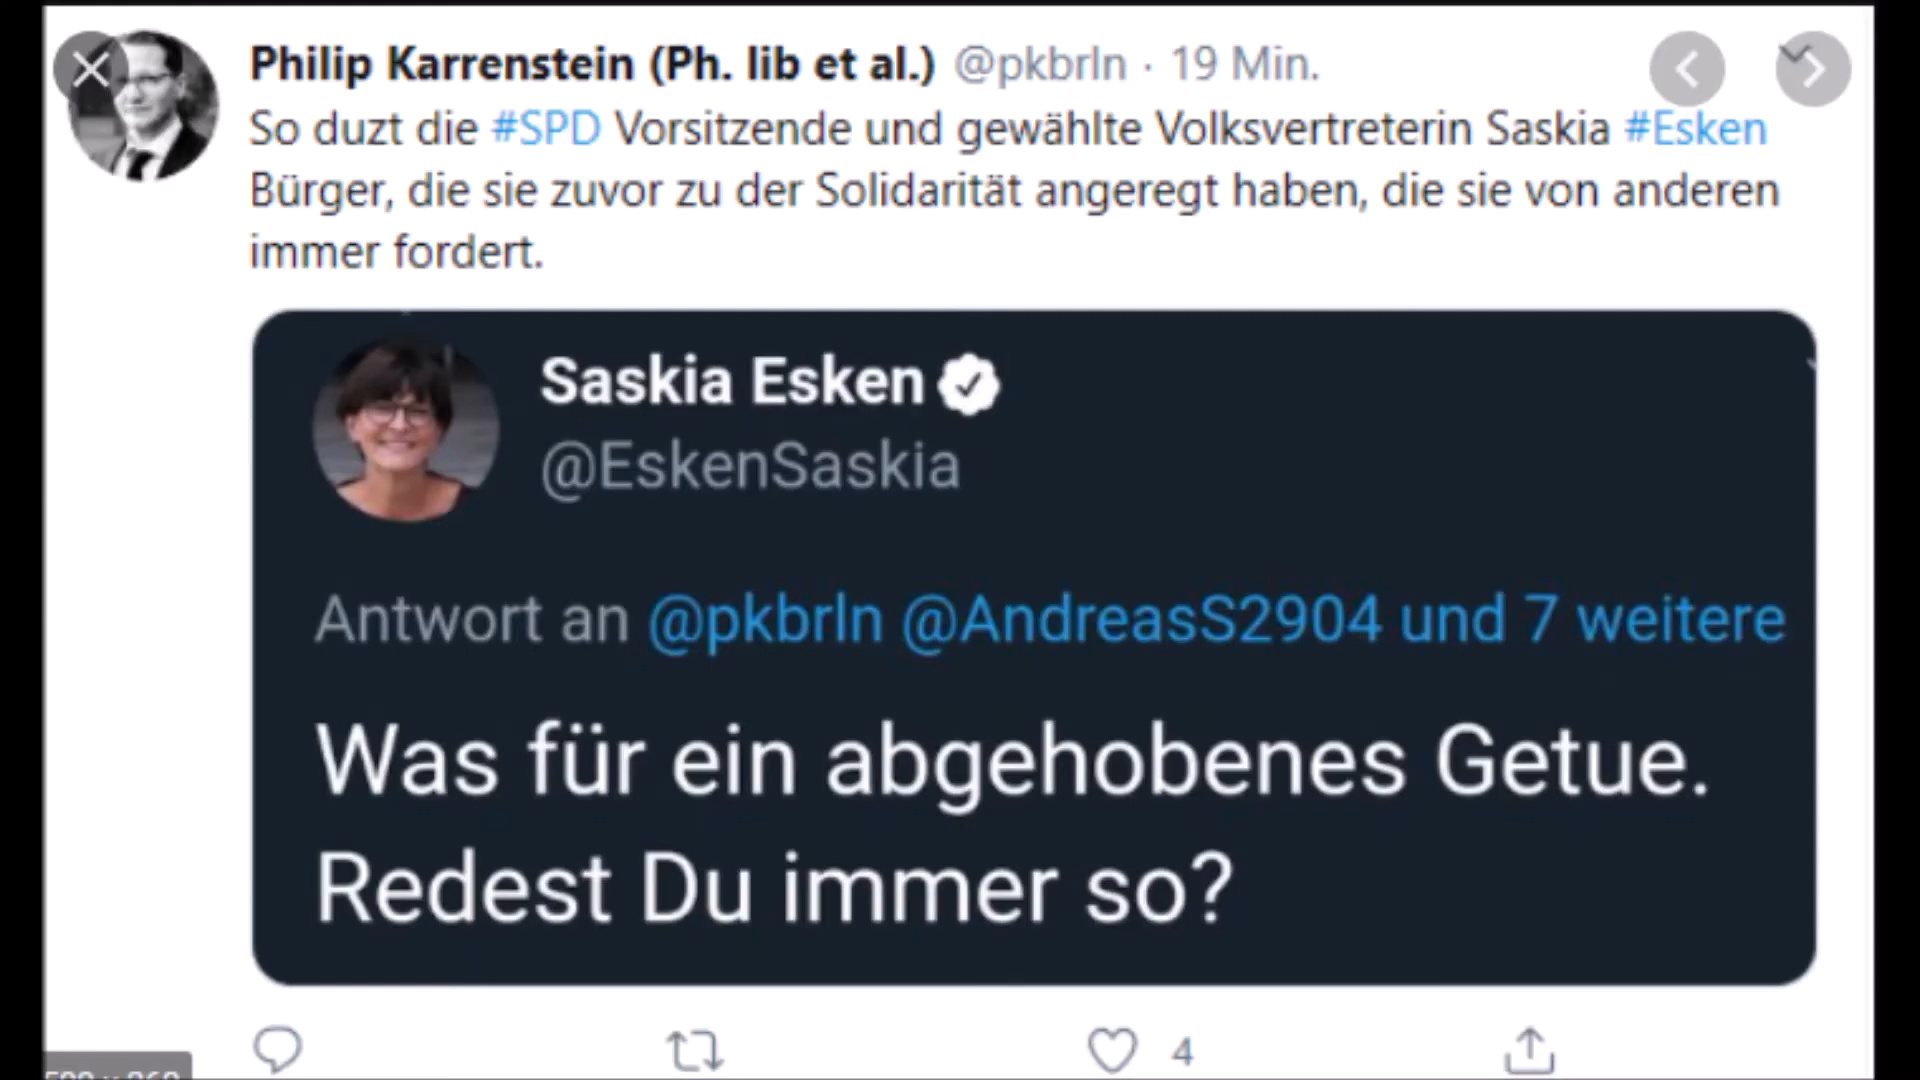 Philip Karrenstein (Ph. lib et al.) @pkbrln · 19 Min.
So duzt die #SPD Vorsitzende und gewählte Volksvertreterin Saskia #Esken
Bürger, die sie zuvor zu der Solidarität angeregt haben, die sie von anderen
immer fordert.
Saskia Esken
@EskenSaskia
Antwort an @pkbrln @AndreasS2904 und 7 weitere
Was für ein abgehobenes Getue.
Redest Du immer so?
4